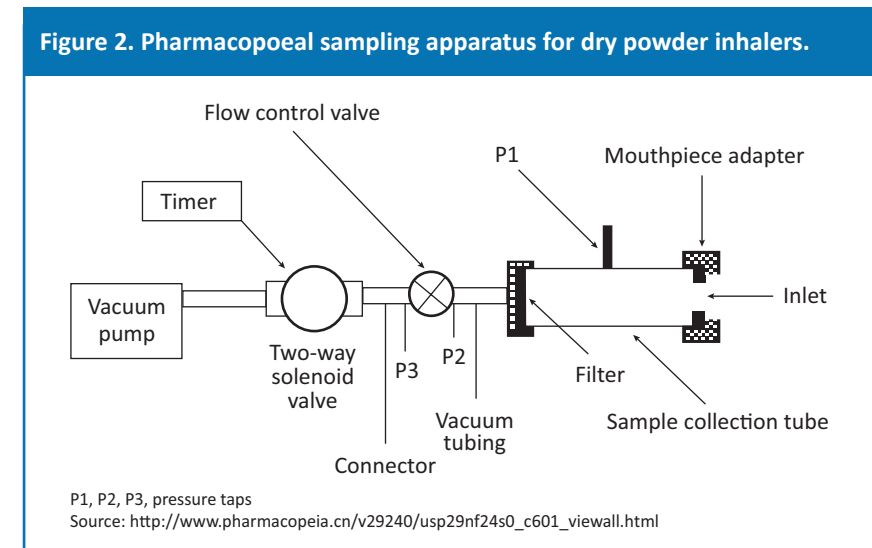 Figure 2. Pharmacopoeal sampling apparatus for dry powder inhalers.
Flow control valve
P1
Mouthpiece adapter
Timer
Inlet
Vacuum
pump
Two-way
solenoid
valve
P3
P2
Filter
Vacuum
tubing
Sample collection tube
Connector
P1, P2, P3, pressure taps
Source: http://www.pharmacopeia.cn/v29240/usp29nf24s0_c601_viewall.html